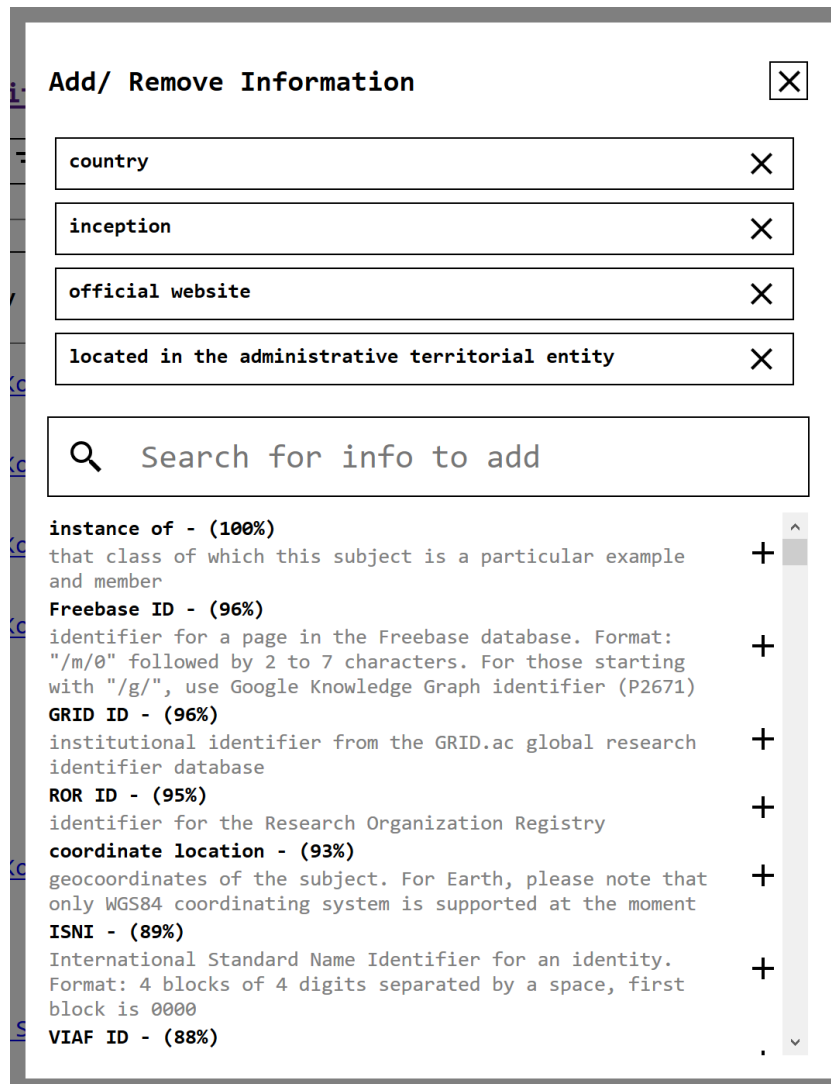 Add/ Remove Information
country
inception
official website
located in the administrative territorial entity
Search for info to add
instance of - (100%)
that class of which this subject is a particular example
and member
Freebase ID - (96%)
identifier for a page in the Freebase database. Format:
"/m/0" followed by 2 to 7 characters. For those starting
with "/g/", use Google Knowledge Graph identifier (P2671)
GRID ID - (96%)
institutional identifier from the GRID.ac global research
identifier database
ROR ID - (95%)
identifier for the Research Organization Registry
coordinate location - (93%)
geocoordinates of the subject. For Earth, please note that
only WGS84 coordinating system is supported at the moment
ISNI - (89%)
International Standard Name Identifier for an identity.
Format: 4 blocks of 4 digits separated by a space, first
block is 0000
VIAF ID - (88%)